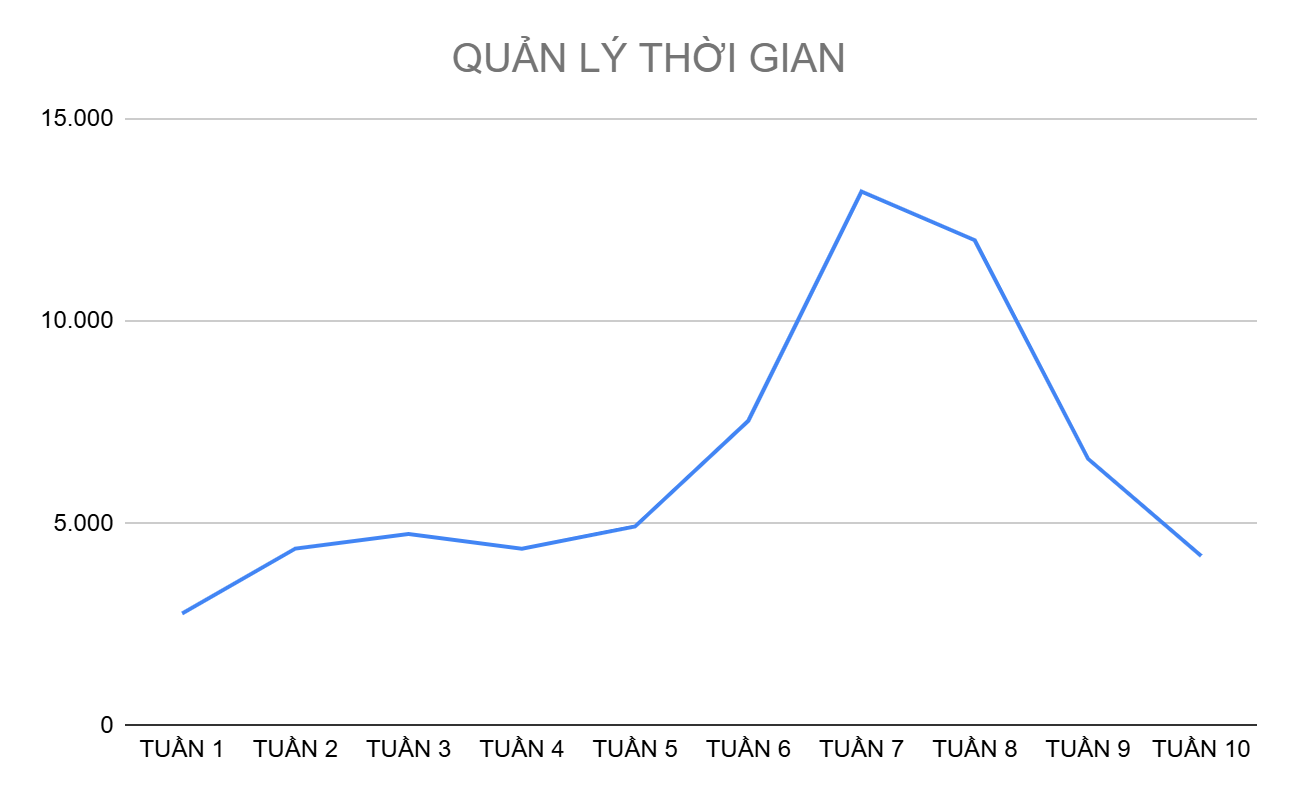 QUẢN LÝ THỜI GIAN
15.000
10.000
5.000
0
TUẦN 1 TUẦN 2 TUẦN 3 TUẦN 4 TUẦN 5 TUẦN 6 TUẦN 7 TUẦN 8 TUẦN 9 TUẦN 10